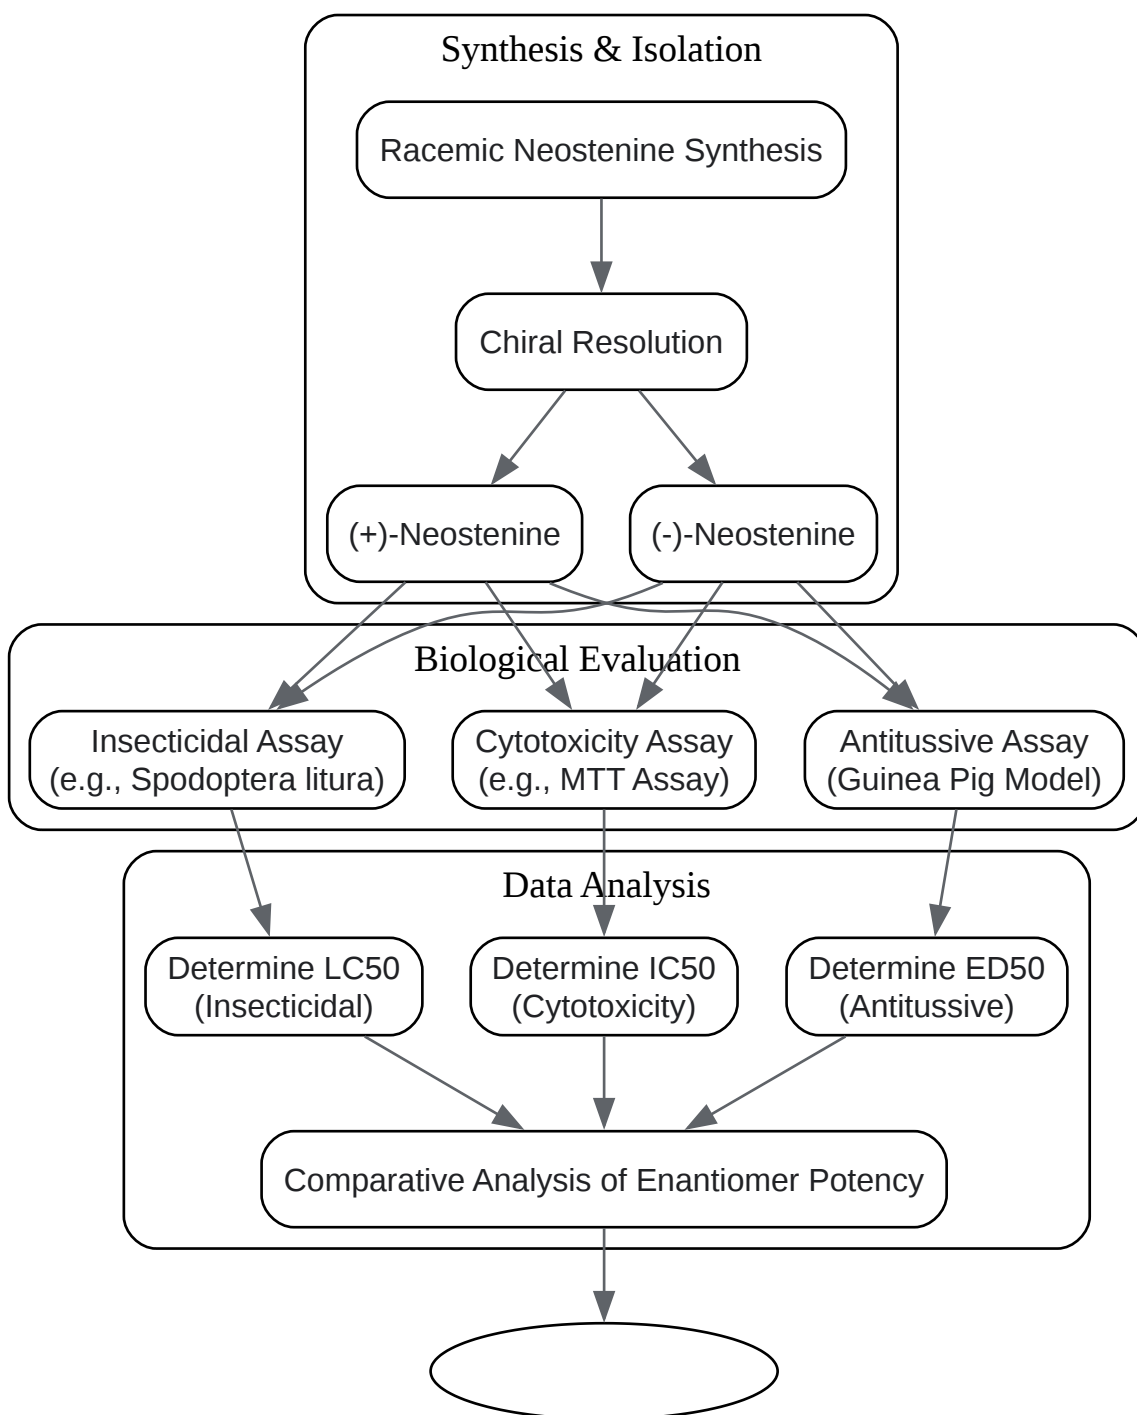 Synthesis & Isolation
Racemic Neostenine Synthesis
Chiral Resolution
(+)-Neostenine
(-)-Neostenine
Biological Evaluation
Insecticidal Assay
(e.g., Spodoptera litura)
Cytotoxicity Assay
(e.g., MTT Assay)
Antitussive Assay
(Guinea Pig Model)
Data Analysis
Determine LC50
(Insecticidal)
Determine IC50
(Cytotoxicity)
Determine ED50
(Antitussive)
Comparative Analysis of Enantiomer Potency